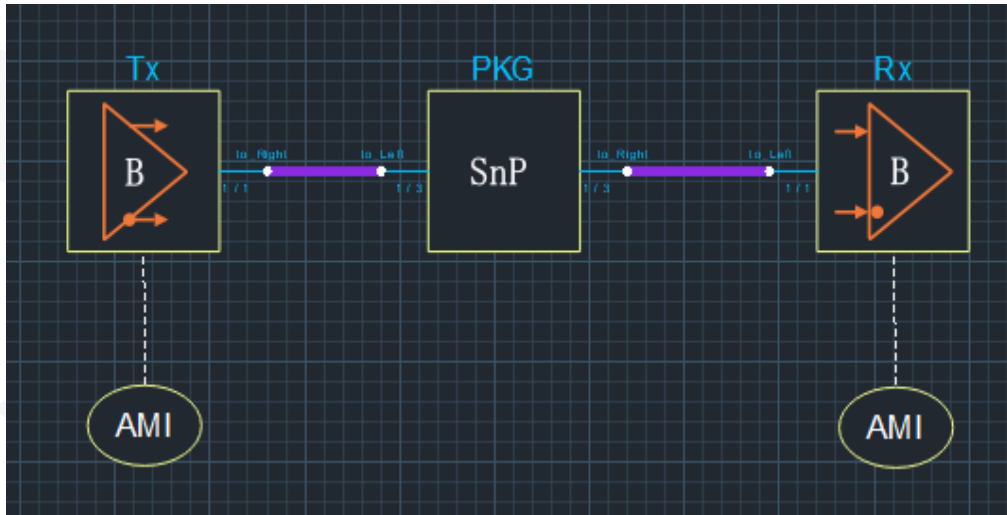 Tx PKG Rx
B SnP B
to_Right to_Left to_Right to_Left
1 / 1 1 / 3 1 / 3 1 / 1
AMI AMI